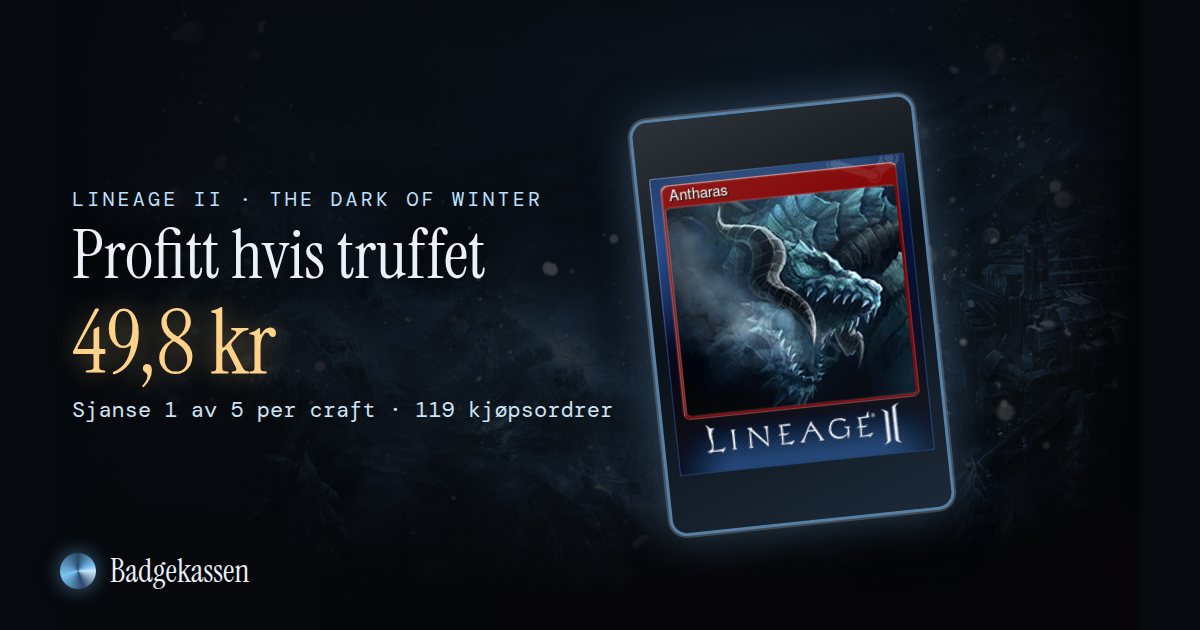 LINEAGE II · THE DARK OF WINTER
Profitt hvis truffet
49,8 kr
Sjanse 1 av 5 per craft · 119 kjøpsordrer
Antharas
LINEAGE II
Badgekassen